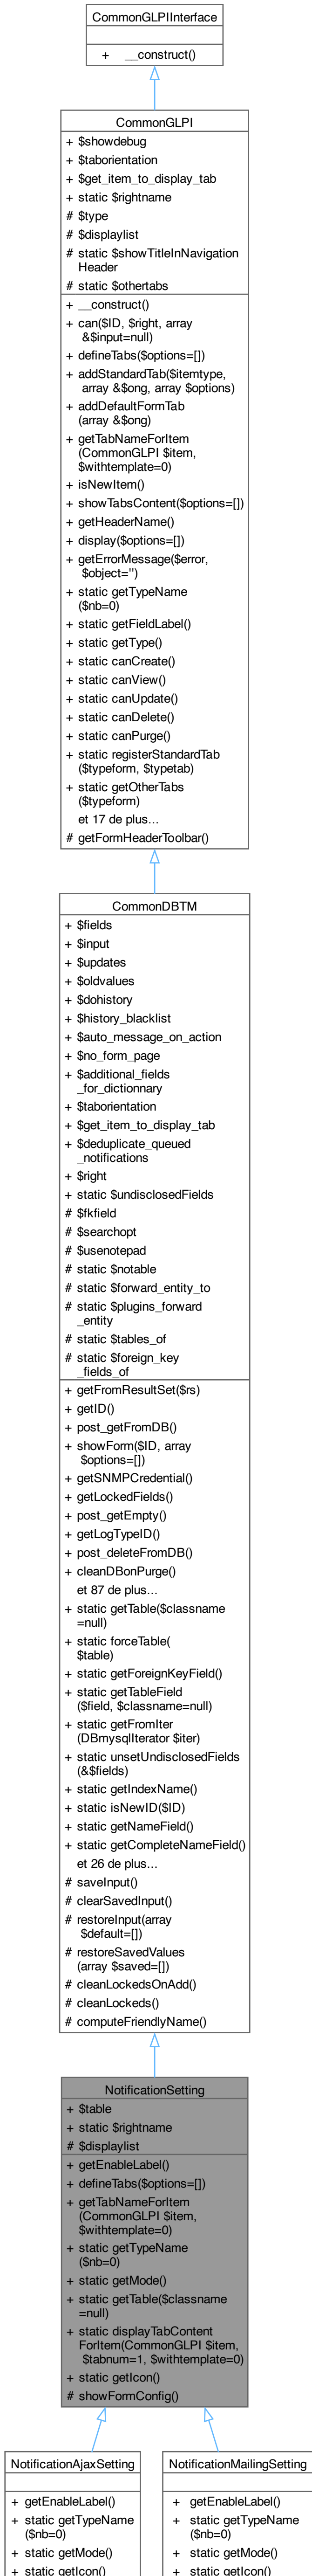 CommonGLPIInterface
+ __construct()
CommonGLPI
+ $showdebug
+ $taborientation
+ $get_item_to_display_tab
+ static $rightname
# $type
# $displaylist
# static $showTitleInNavigation
Header
# static $othertabs
+ __construct()
+ can($ID, $right, array
&$input=null)
+ defineTabs($options=[])
+ addStandardTab($itemtype,
array &$ong, array $options)
+ addDefaultFormTab
(array &$ong)
+ getTabNameForItem
(CommonGLPI $item,
$withtemplate=0)
+ isNewItem()
+ showTabsContent($options=[])
+ getHeaderName()
+ display($options=[])
+ getErrorMessage($error,
$object='')
+ static getTypeName
($nb=0)
+ static getFieldLabel()
+ static getType()
+ static canCreate()
+ static canView()
+ static canUpdate()
+ static canDelete()
+ static canPurge()
+ static registerStandardTab
($typeform, $typetab)
+ static getOtherTabs
($typeform)
et 17 de plus...
# getFormHeaderToolbar()
CommonDBTM
+ $fields
+ $input
+ $updates
+ $oldvalues
+ $dohistory
+ $history_blacklist
+ $auto_message_on_action
+ $no_form_page
+ $additional_fields
_for_dictionnary
+ $taborientation
+ $get_item_to_display_tab
+ $deduplicate_queued
_notifications
+ $right
+ static $undisclosedFields
# $fkfield
# $searchopt
# $usenotepad
# static $notable
# static $forward_entity_to
# static $plugins_forward
_entity
# static $tables_of
# static $foreign_key
_fields_of
+ getFromResultSet($rs)
+ getID()
+ post_getFromDB()
+ showForm($ID, array
$options=[])
+ getSNMPCredential()
+ getLockedFields()
+ post_getEmpty()
+ getLogTypeID()
+ post_deleteFromDB()
+ cleanDBonPurge()
et 87 de plus...
+ static getTable($classname
=null)
+ static forceTable(
$table)
+ static getForeignKeyField()
+ static getTableField
($field, $classname=null)
+ static getFromIter
(DBmysqlIterator $iter)
+ static unsetUndisclosedFields
(&$fields)
+ static getIndexName()
+ static isNewID($ID)
+ static getNameField()
+ static getCompleteNameField()
et 26 de plus...
# saveInput()
# clearSavedInput()
# restoreInput(array
$default=[])
# restoreSavedValues
(array $saved=[])
# cleanLockedsOnAdd()
# cleanLockeds()
# computeFriendlyName()
NotificationSetting
+ $table
+ static $rightname
# $displaylist
+ getEnableLabel()
+ defineTabs($options=[])
+ getTabNameForItem
(CommonGLPI $item,
$withtemplate=0)
+ static getTypeName
($nb=0)
+ static getMode()
+ static getTable($classname
=null)
+ static displayTabContent
ForItem(CommonGLPI $item,
$tabnum=1, $withtemplate=0)
+ static getIcon()
# showFormConfig()
NotificationAjaxSetting
+ getEnableLabel()
+ static getTypeName
($nb=0)
+ static getMode()
+ static getIcon()
NotificationMailingSetting
+ getEnableLabel()
+ static getTypeName
($nb=0)
+ static getMode()
+ static getIcon()